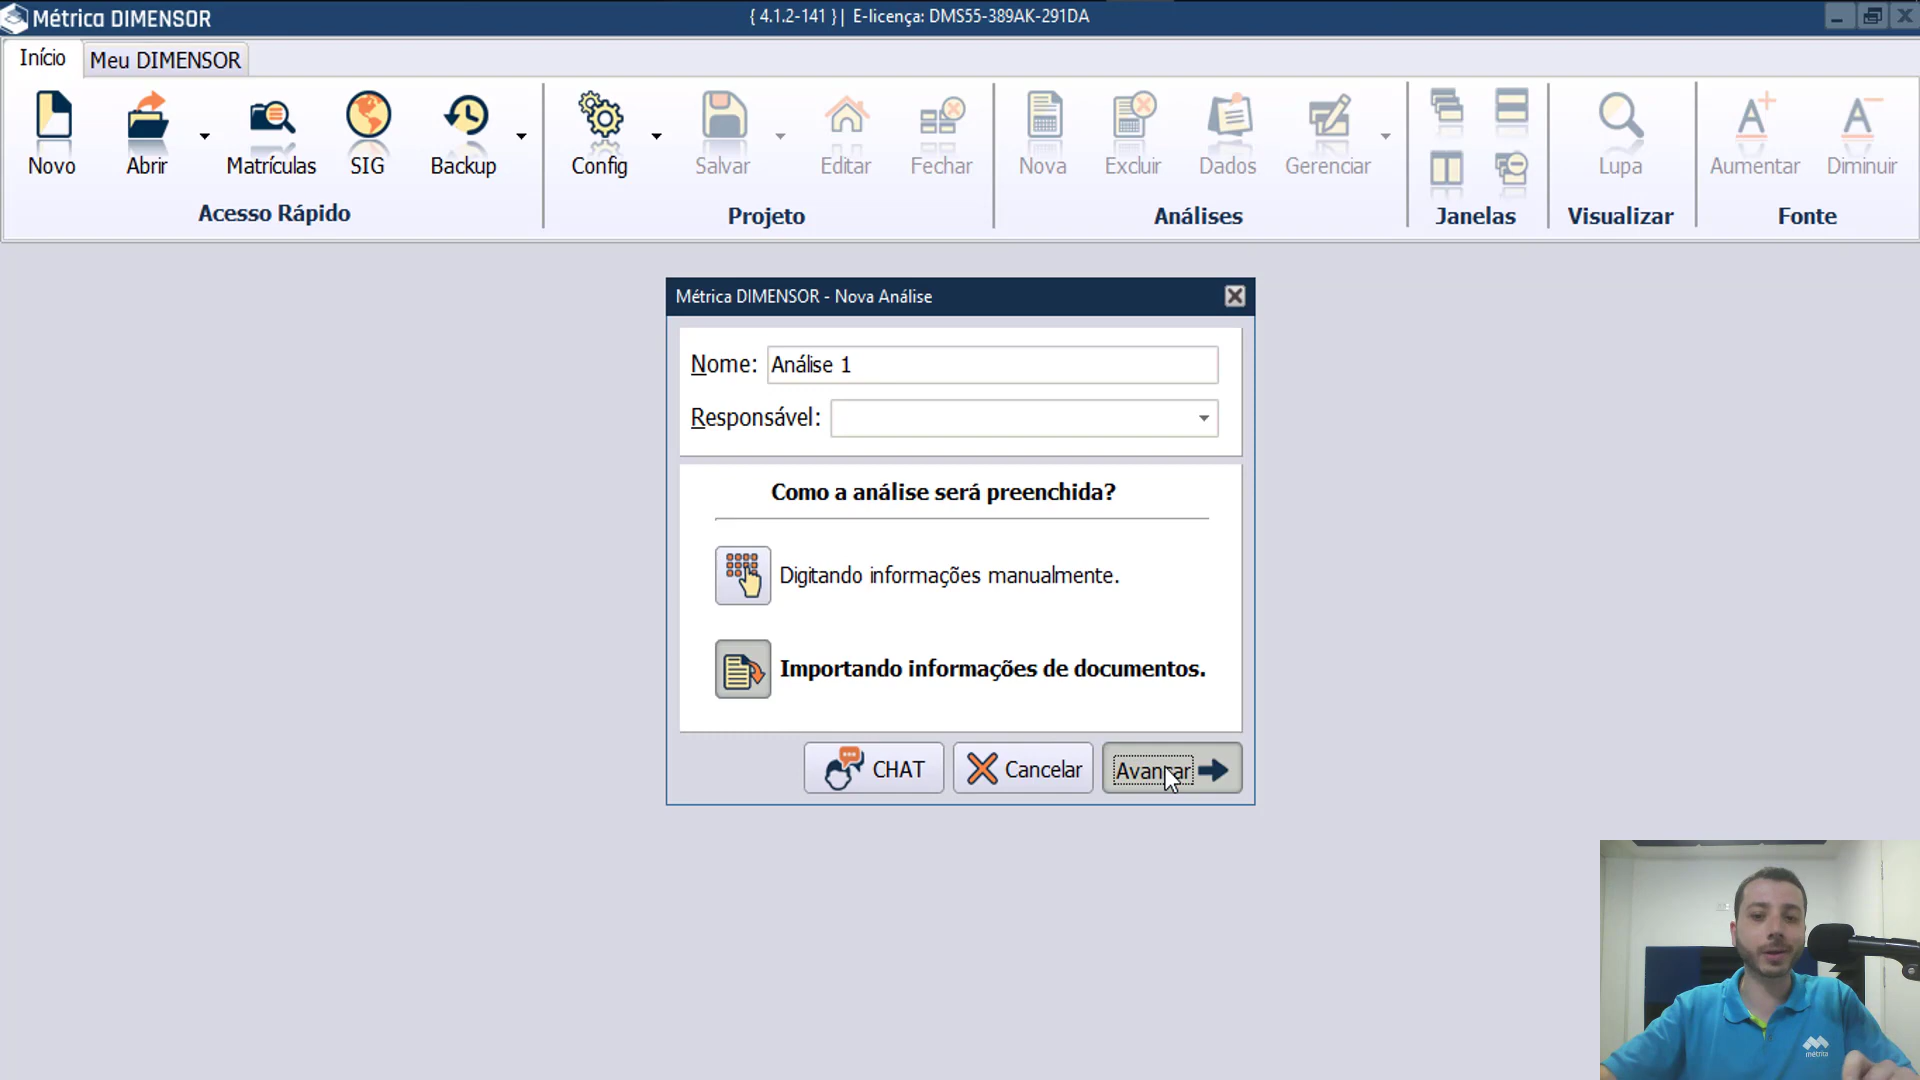 Métrica DIMENSOR
{ 4.1.2-141 } | E-licença: DMS55-389AK-291DA
Início
Meu DIMENSOR
Novo
Abrir
Matrículas
SIG
Backup
Config
Salvar
Editar
Fechar
Nova
Excluir
Dados
Gerenciar
Lupa
Aumentar
Diminuir
Acesso Rápido
Projeto
Análises
Janelas
Visualizar
Fonte
Métrica DIMENSOR - Nova Análise
Nome: Análise 1
Responsável:
Como a análise será preenchida?
Digitando informações manualmente.
Importando informações de documentos.
CHAT
Cancelar
Avançar
métrica